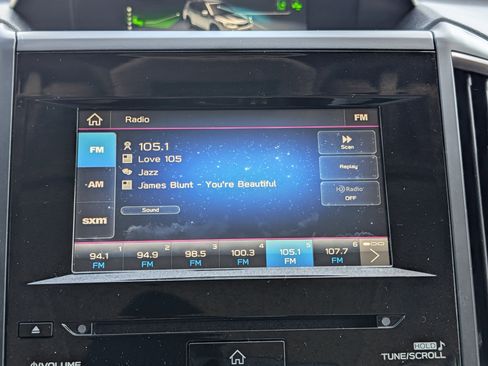 Radio FM
FM
105.1
Love 105
Jazz
James Blunt - You're Beautiful
Sound
AM
sxm
Scan
Replay
HD Radio
OFF
1 2 3 4 5 6
94.1 94.9 98.5 100.3 105.1 107.7
FM FM FM FM FM FM
VOLUME
HOLD
TUNE/SCROLL